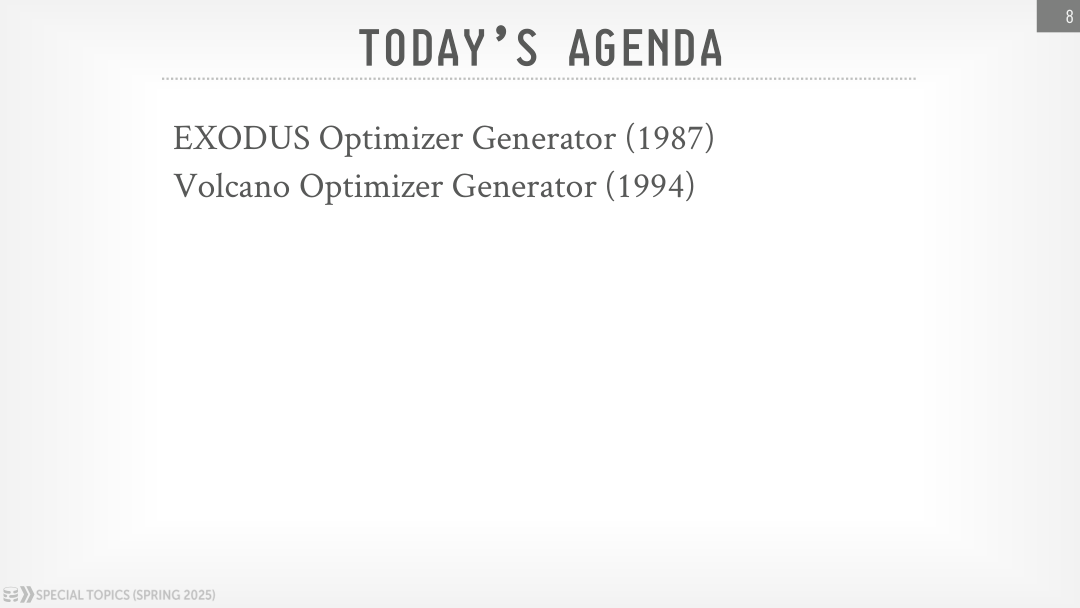 8
TODAY’S AGENDA
EXODUS Optimizer Generator (1987)
Volcano Optimizer Generator (1994)
SPECIAL TOPICS (SPRING 2025)